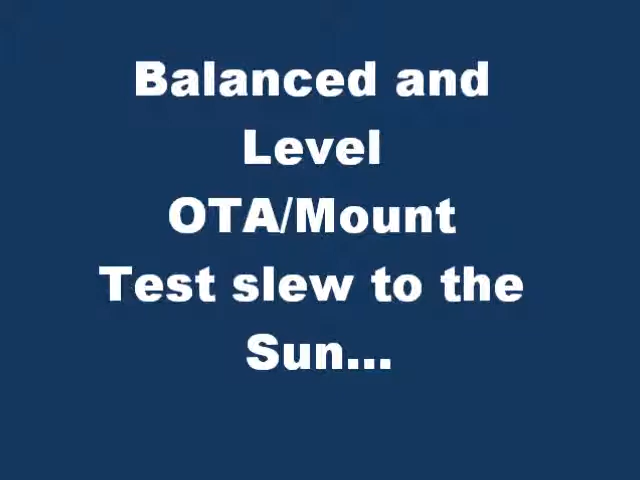 Balanced and
Level
OTA/Mount
Test slew to the
Sun...